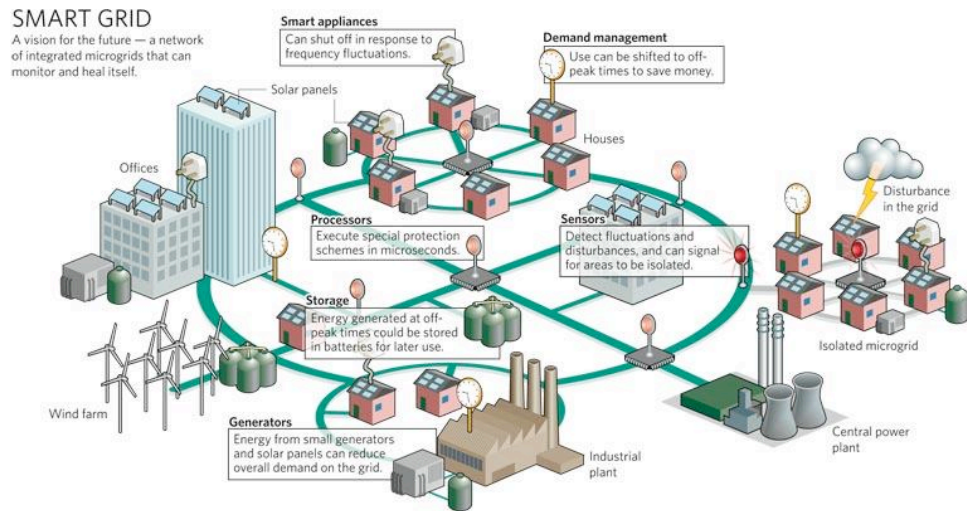 SMART GRID
A vision for the future — a network
of integrated microgrids that can
monitor and heal itself.
Smart appliances
Can shut off in response to
frequency fluctuations.
Demand management
Use can be shifted to off-
peak times to save money.
Solar panels
Houses
Offices
Disturbance
in the grid
Processors
Execute special protection
schemes in microseconds.
Sensors
Detect fluctuations and
disturbances, and can signal
for areas to be isolated.
Storage
Energy generated at off-
peak times could be stored
in batteries for later use.
Isolated microgrid
Wind farm
Generators
Energy from small generators
and solar panels can reduce
overall demand on the grid.
Industrial
plant
Central power
plant